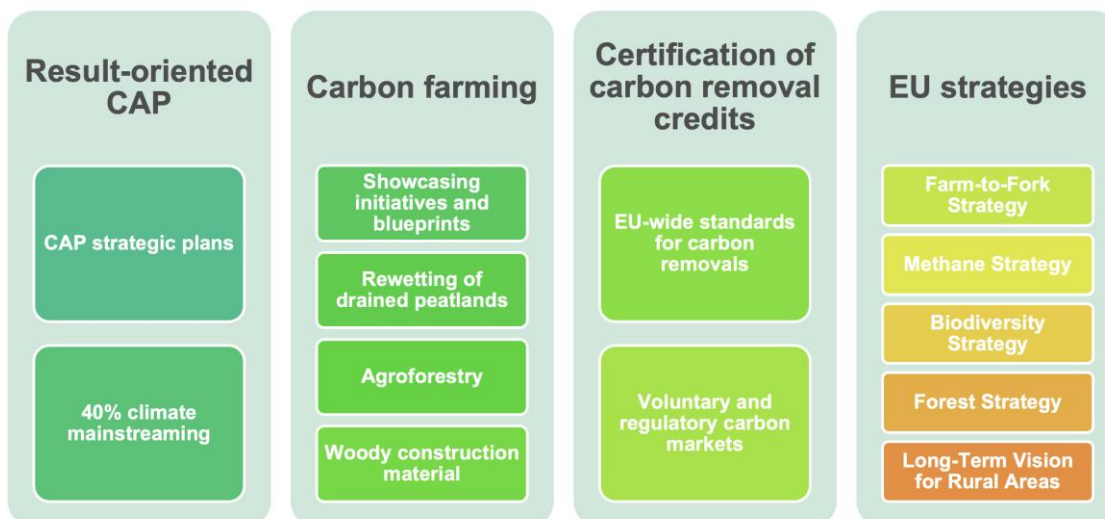 Result-oriented
CAP
CAP strategic plans
40% climate
mainstreaming
Carbon farming
Showcasing
initiatives and
blueprints
Rewetting of
drained peatlands
Agroforestry
Woody construction
material
Certification of
carbon removal
credits
EU-wide standards
for carbon
removals
Voluntary and
regulatory carbon
markets
EU strategies
Farm-to-Fork
Strategy
Methane Strategy
Biodiversity
Strategy
Forest Strategy
Long-Term Vision
for Rural Areas